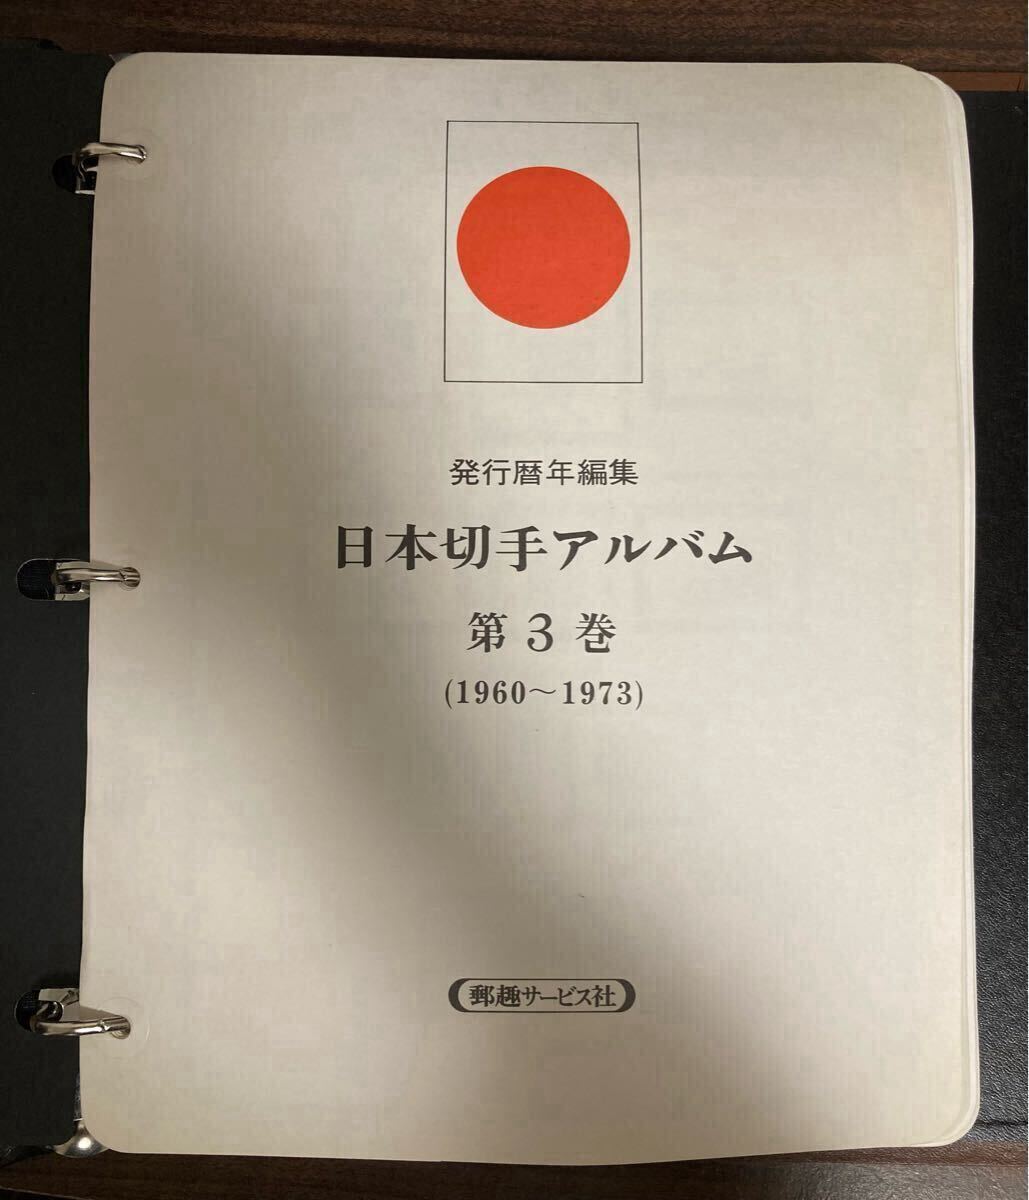 発行暦年編集
日本切手アルバム
第3巻
(1960～1973)
郵趣サービス社